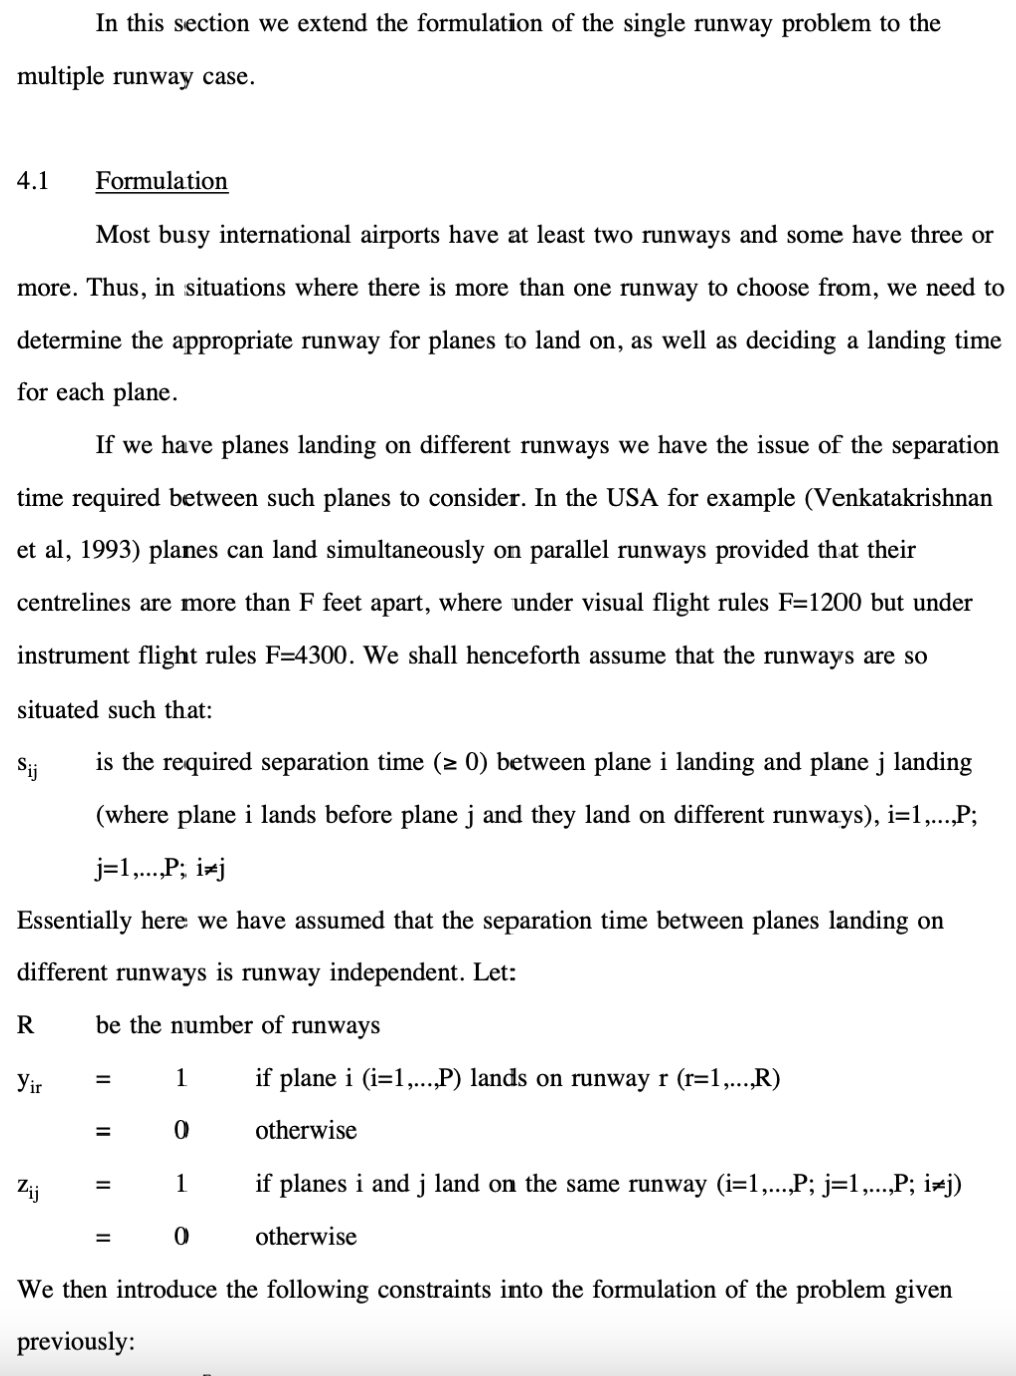 In this section we extend the formulation of the single runway problem to the
multiple runway case.
4.1 Formulation
Most busy international airports have at least two runways and some have three or
more. Thus, in situations where there is more than one runway to choose from, we need to
determine the appropriate runway for planes to land on, as well as deciding a landing time
for each plane.
If we have planes landing on different runways we have the issue of the separation
time required between such planes to consider. In the USA for example (Venkatakrishnan
et al, 1993) planes can land simultaneously on parallel runways provided that their
centrelines are more than F feet apart, where under visual flight rules F=1200 but under
instrument flight rules F=4300. We shall henceforth assume that the runways are so
situated such that:
s_ij is the required separation time (≥ 0) between plane i landing and plane j landing
(where plane i lands before plane j and they land on different runways), i=1,...,P;
j=1,...,P; i≠j
Essentially here we have assumed that the separation time between planes landing on
different runways is runway independent. Let:
R be the number of runways
y_ir = 1 if plane i (i=1,...,P) lands on runway r (r=1,...,R)
= 0 otherwise
z_ij = 1 if planes i and j land on the same runway (i=1,...,P; j=1,...,P; i≠j)
= 0 otherwise
We then introduce the following constraints into the formulation of the problem given
previously: